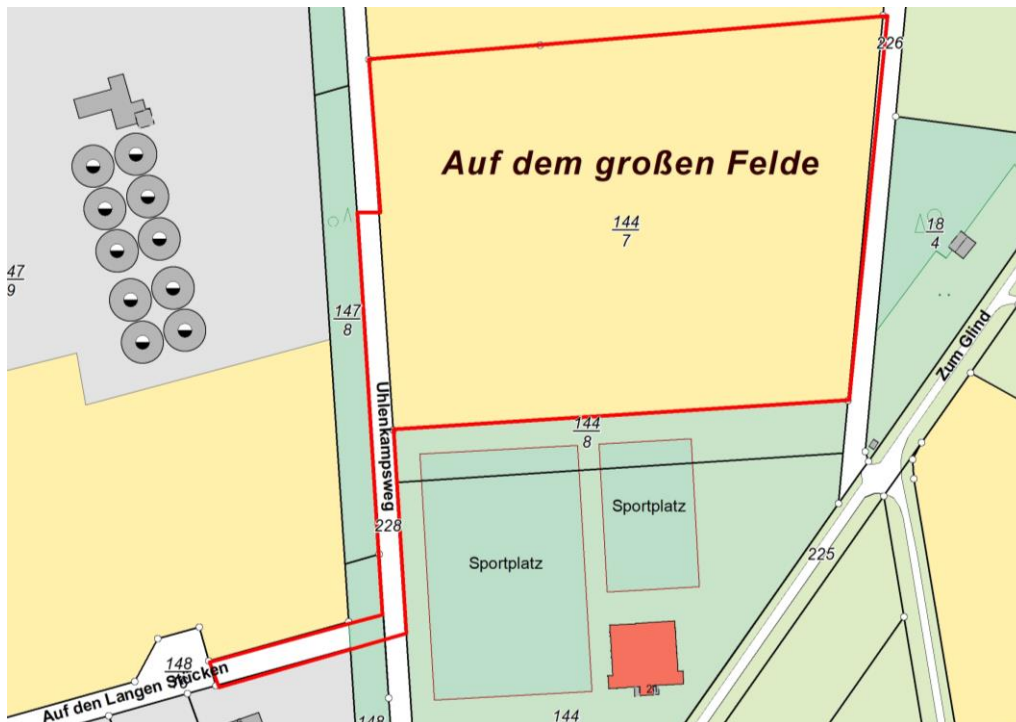 226
Auf dem großen Felde
144
7
18
4
47
9
147
8
Zum Glind
Uhlenkampsweg
144
8
Sportplatz
Sportplatz
228
225
148
Auf den Langen Stücken
21
148
144